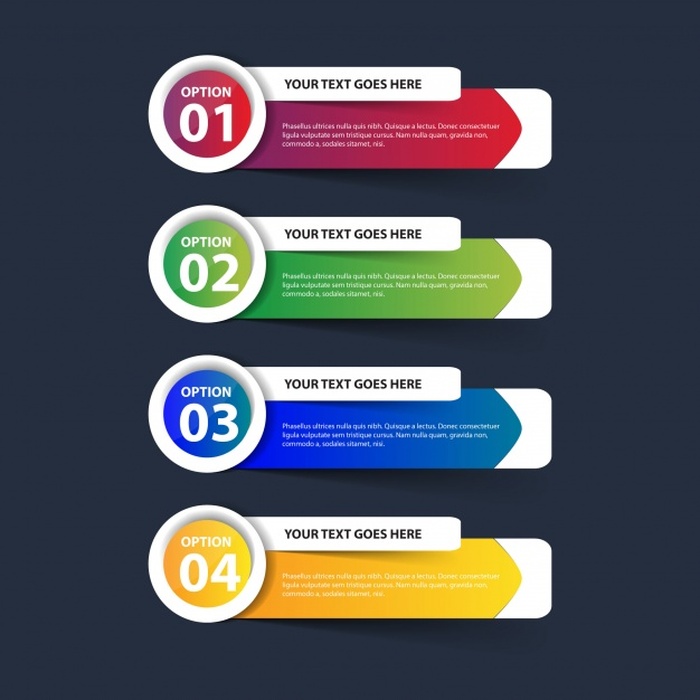 OPTION
01
YOUR TEXT GOES HERE
Phasellus ultrices nulla quis nibh. Quisque a lectus. Donec consectetuer
ligula vulputate sem tristique cursus. Nam nulla quam, gravida non,
commodo a, sodales sitamet, nisi.
OPTION
02
YOUR TEXT GOES HERE
Phasellus ultrices nulla quis nibh. Quisque a lectus. Donec consectetuer
ligula vulputate sem tristique cursus. Nam nulla quam, gravida non,
commodo a, sodales sitamet, nisi.
OPTION
03
YOUR TEXT GOES HERE
Phasellus ultrices nulla quis nibh. Quisque a lectus. Donec consectetuer
ligula vulputate sem tristique cursus. Nam nulla quam, gravida non,
commodo a, sodales sitamet, nisi.
OPTION
04
YOUR TEXT GOES HERE
Phasellus ultrices nulla quis nibh. Quisque a lectus. Donec consectetuer
ligula vulputate sem tristique cursus. Nam nulla quam, gravida non,
commodo a, sodales sitamet, nisi.